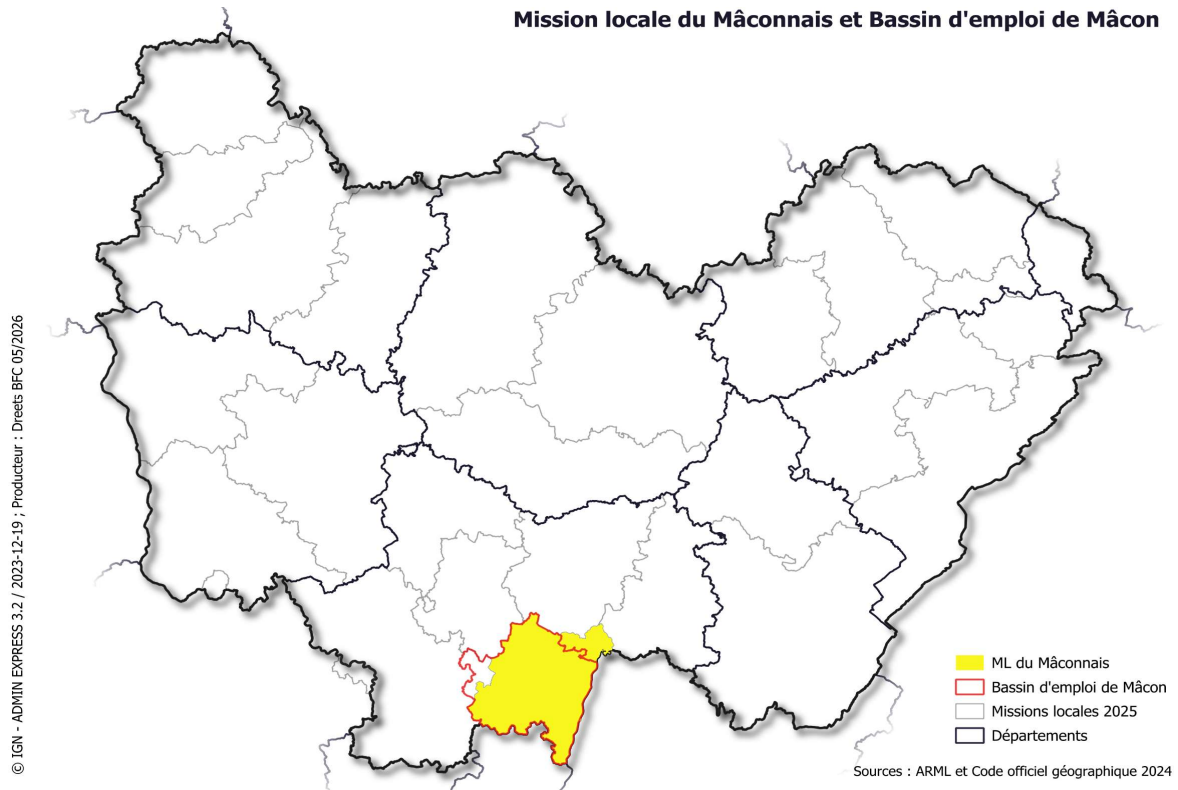 Mission locale du Mâconnais et Bassin d'emploi de Mâcon
© IGN - ADMIN EXPRESS 3.2 / 2023-12-19 ; Producteur : Dreets BFC 05/2026
ML du Mâconnais
Bassin d'emploi de Mâcon
Missions locales 2025
Départements
Sources : ARML et Code officiel géographique 2024